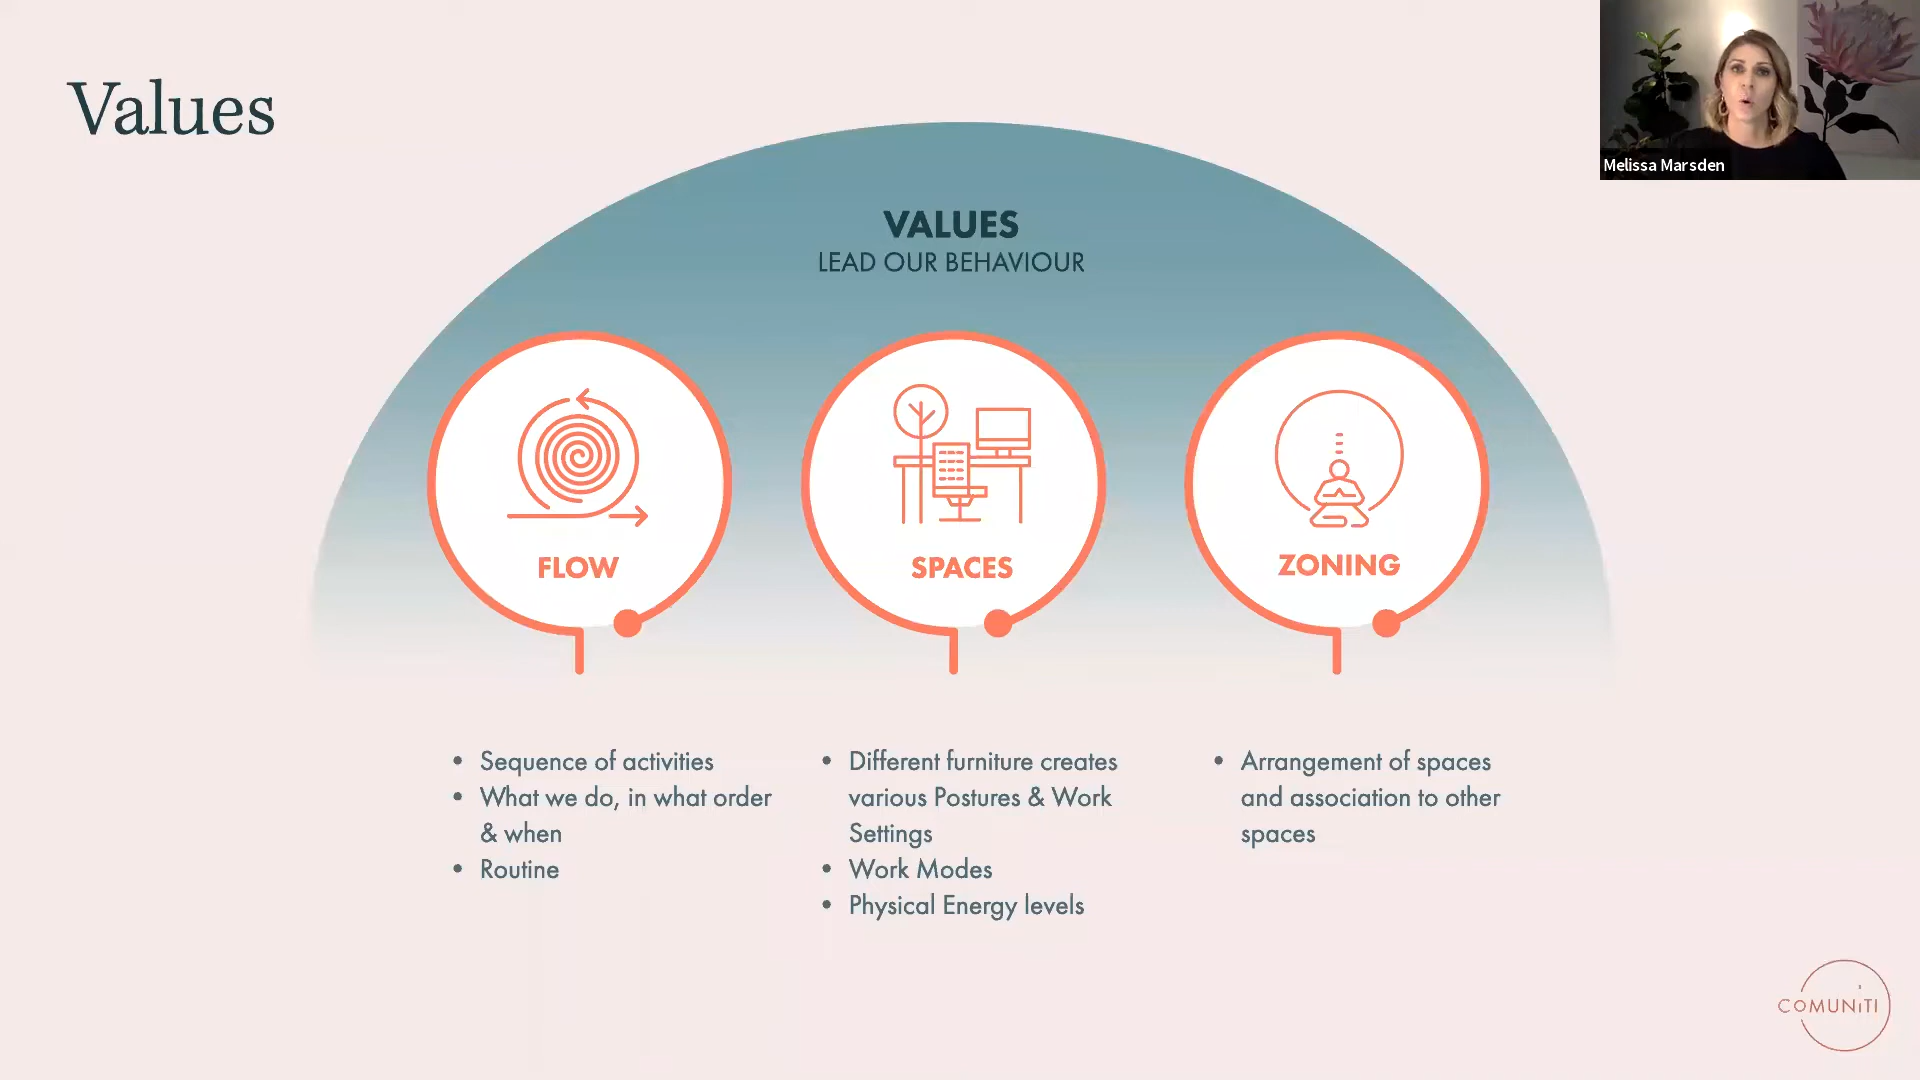 Values
Melissa Marsden
VALUES
LEAD OUR BEHAVIOUR
FLOW
SPACES
ZONING
• Sequence of activities
• What we do, in what order
& when
• Routine
• Different furniture creates
various Postures & Work
Settings
• Work Modes
• Physical Energy levels
• Arrangement of spaces
and association to other
spaces
COMUNiTI